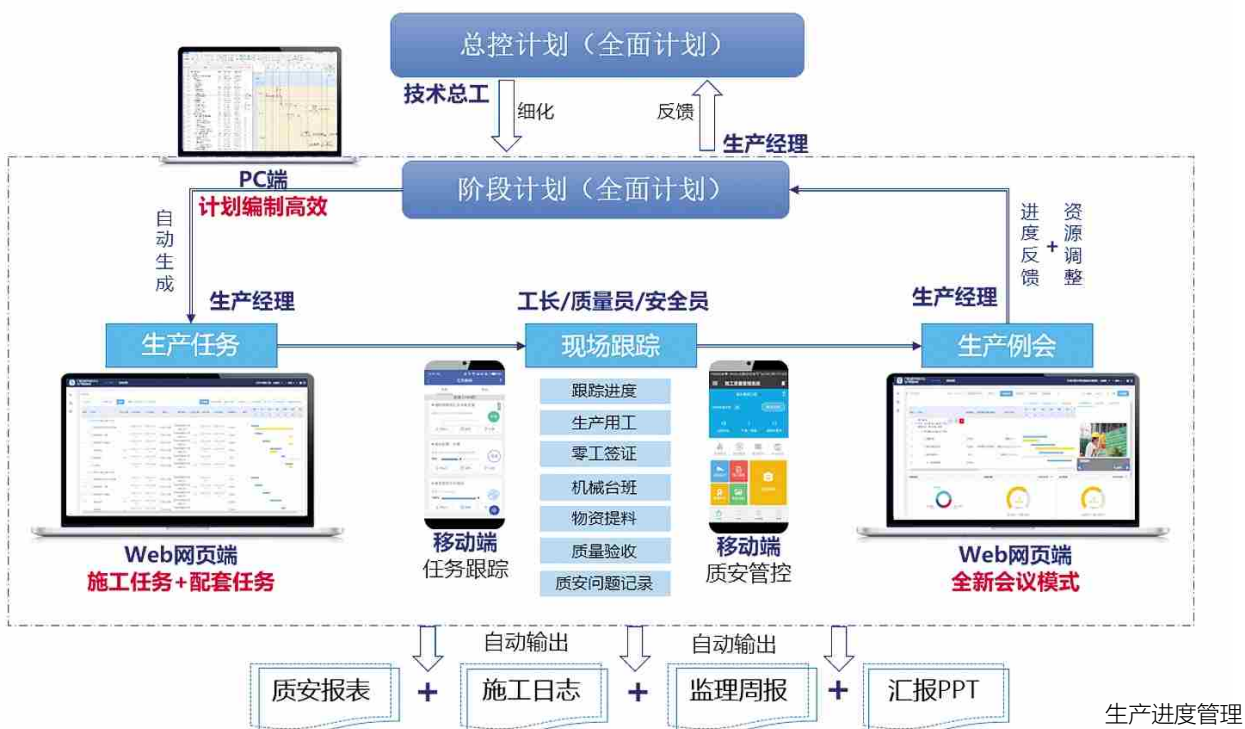 总控计划（全面计划）
技术总工
细化
反馈
生产经理
PC端
计划编制高效
阶段计划（全面计划）
自动生成
进度反馈
+
资源调整
生产经理
工长/质量员/安全员
生产经理
生产任务
现场跟踪
生产例会
跟踪进度
生产用工
零工签证
机械台班
物资提料
质量验收
质安问题记录
Web网页端
施工任务+配套任务
移动端
任务跟踪
移动端
质安管控
Web网页端
全新会议模式
自动输出
自动输出
质安报表
+
施工日志
+
监理周报
+
汇报PPT
生产进度管理